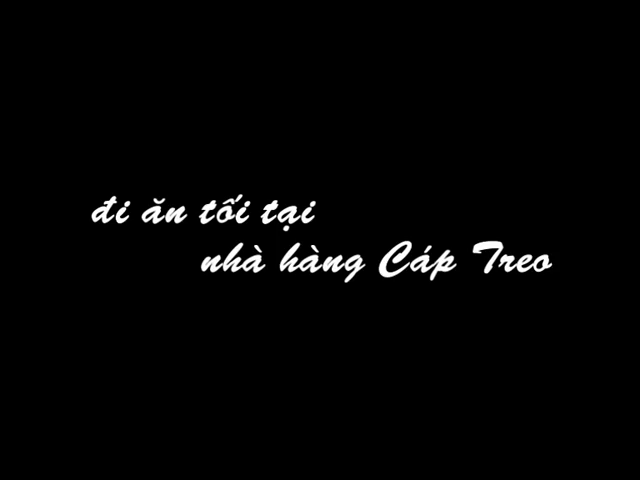 đi ăn tối tại
nhà hàng Cáp Treo